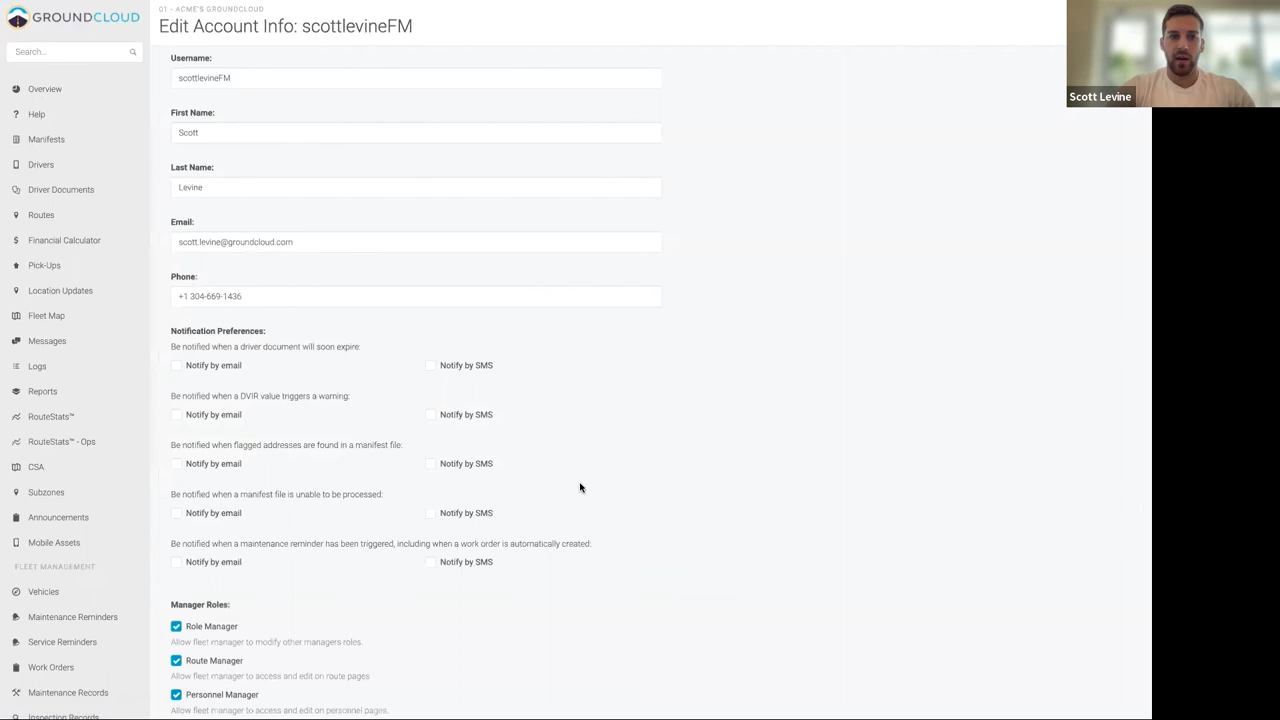 GROUNDCLOUD
01 - ACME'S GROUNDCLOUD
Edit Account Info: scottlevineFM
Scott Levine
Search...
Overview
Help
Manifests
Drivers
Driver Documents
Routes
Financial Calculator
Pick-Ups
Location Updates
Fleet Map
Messages
Logs
Reports
RouteStats™
RouteStats™ - Ops
CSA
Subzones
Announcements
Mobile Assets
FLEET MANAGEMENT
Vehicles
Maintenance Reminders
Service Reminders
Work Orders
Maintenance Records
Inspection Records
Username:
scottlevineFM
First Name:
Scott
Last Name:
Levine
Email:
scott.levine@groundcloud.com
Phone:
+1 304-669-1436
Notification Preferences:
Be notified when a driver document will soon expire:
Notify by email Notify by SMS
Be notified when a DVIR value triggers a warning:
Notify by email Notify by SMS
Be notified when flagged addresses are found in a manifest file:
Notify by email Notify by SMS
Be notified when a manifest file is unable to be processed:
Notify by email Notify by SMS
Be notified when a maintenance reminder has been triggered, including when a work order is automatically created:
Notify by email Notify by SMS
Manager Roles:
Role Manager
Allow fleet manager to modify other managers roles.
Route Manager
Allow fleet manager to access and edit on route pages
Personnel Manager
Allow fleet manager to access and edit on personnel pages.